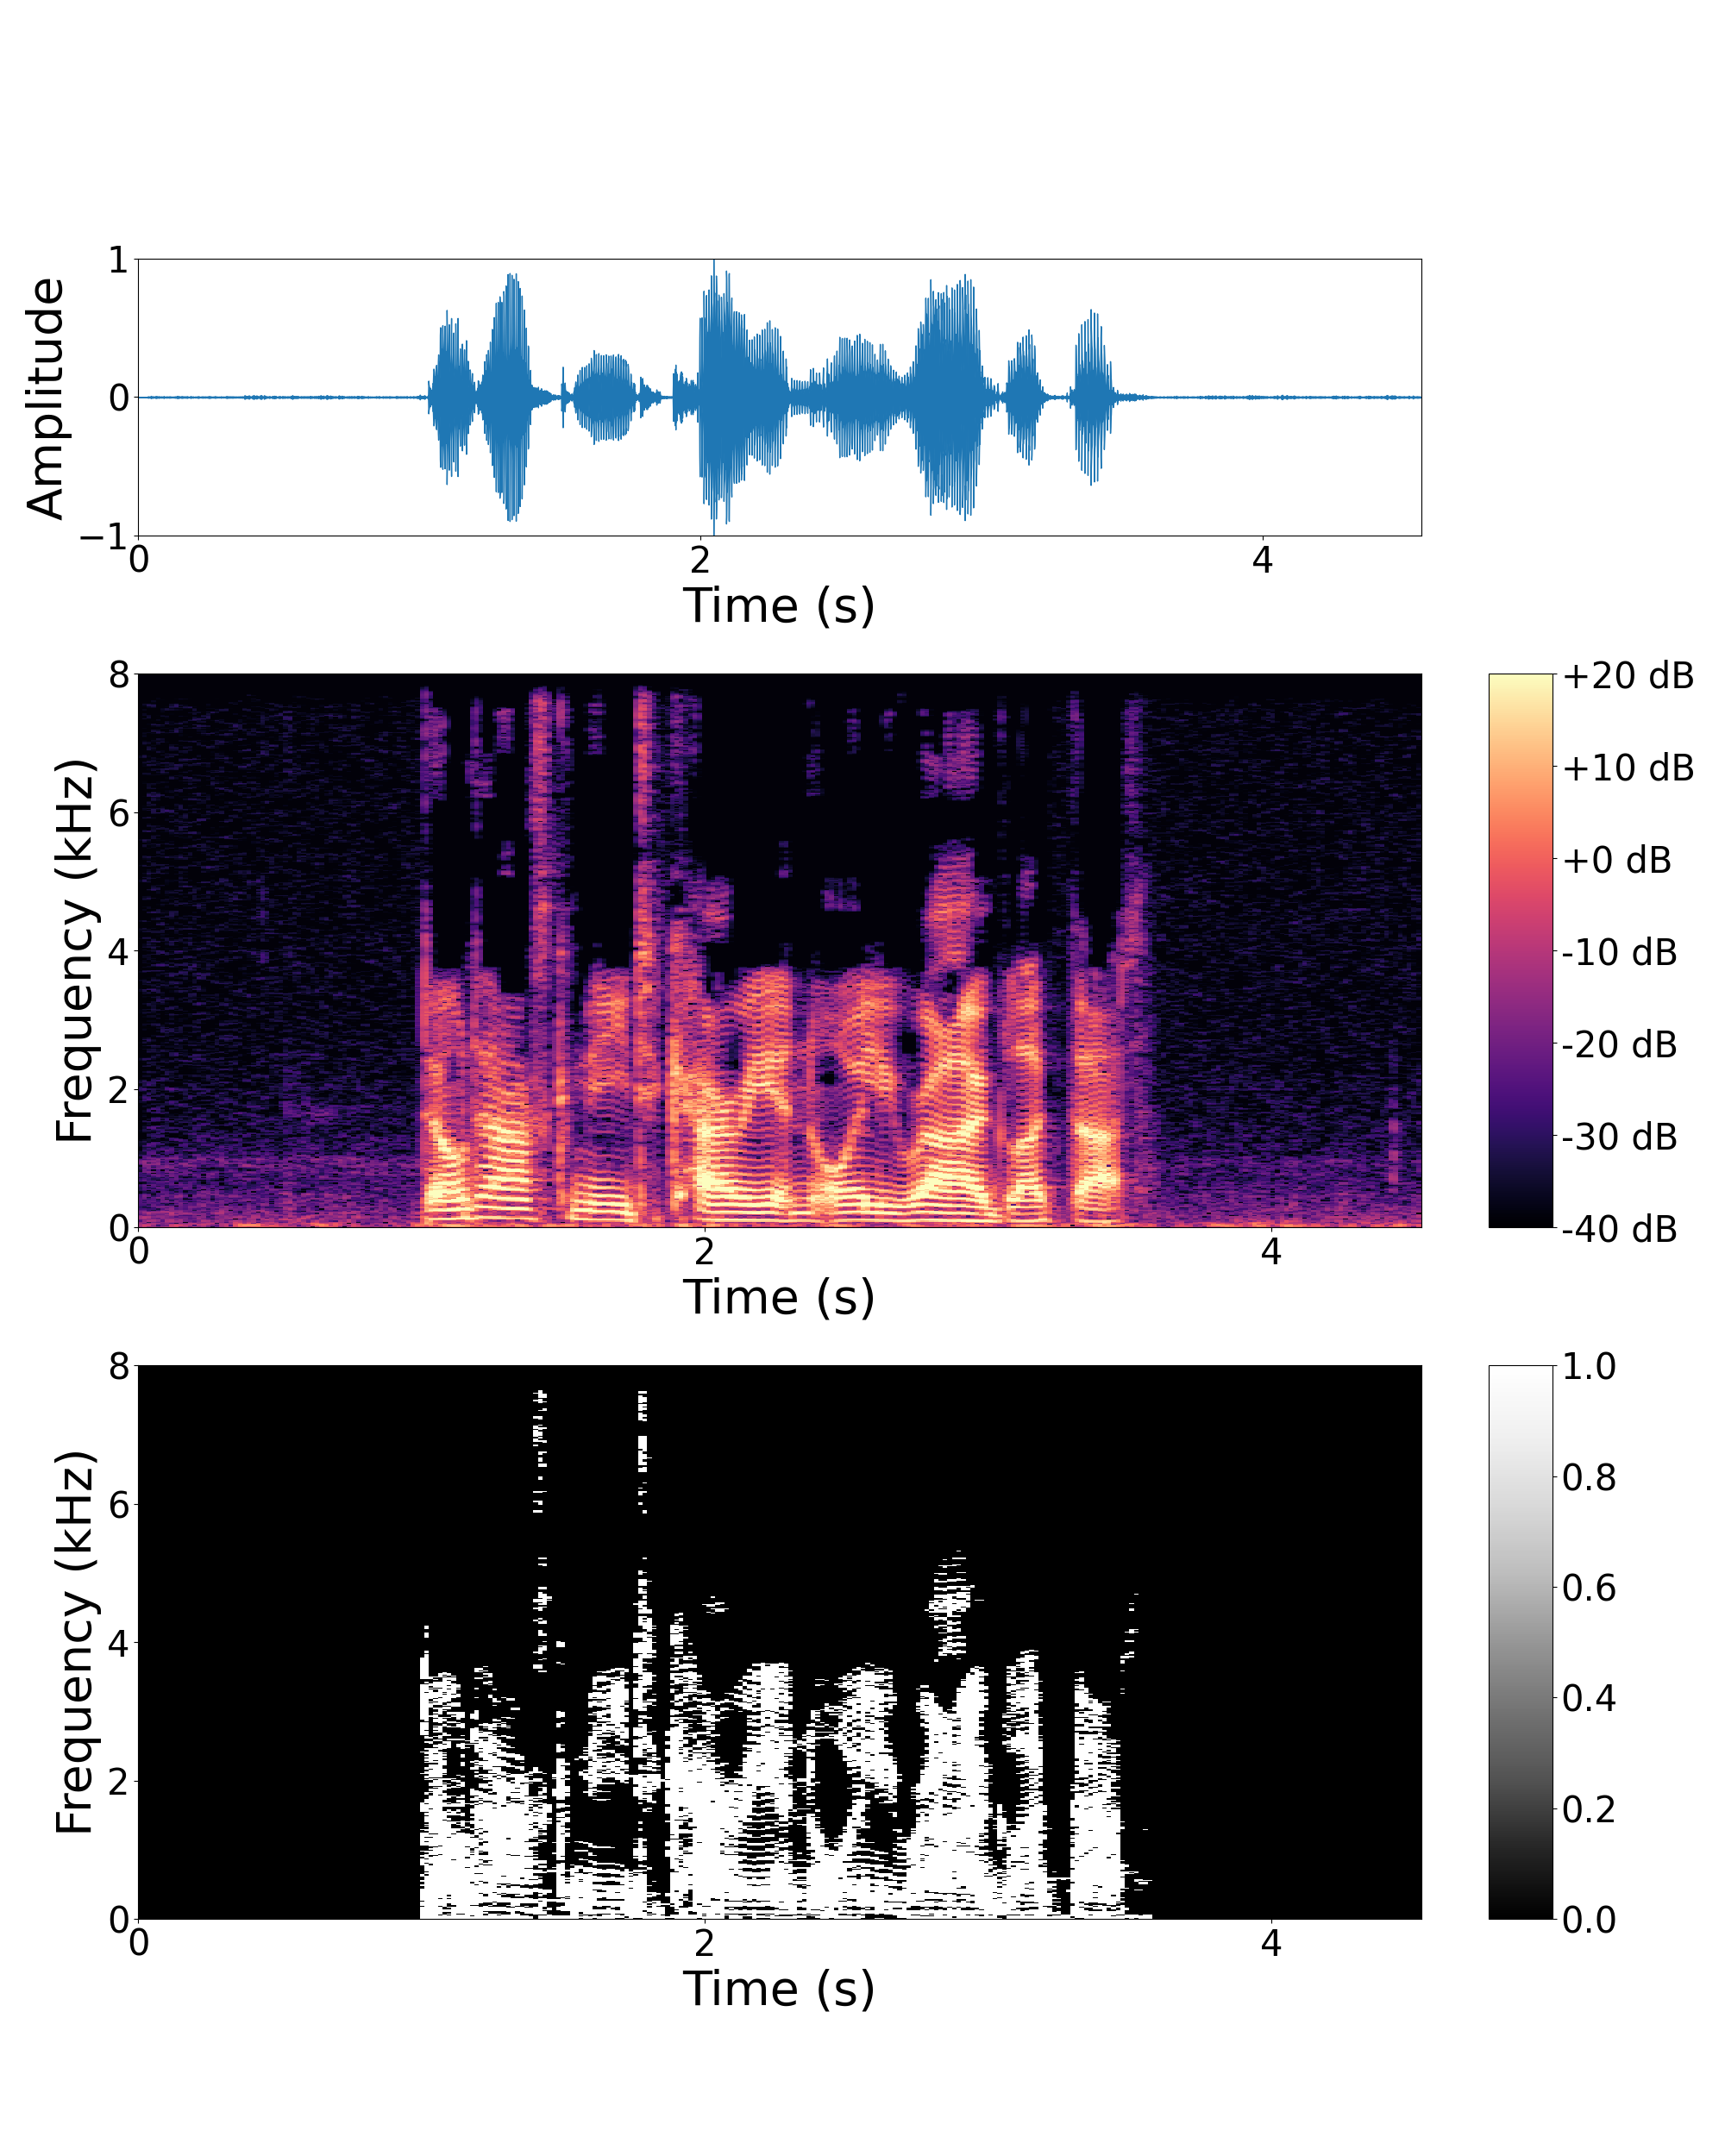 1
0
−1
Amplitude
0 2 4
Time (s)
8
6
4
2
0
Frequency (kHz)
0 2 4
Time (s)
+20 dB
+10 dB
+0 dB
-10 dB
-20 dB
-30 dB
-40 dB
8
6
4
2
0
Frequency (kHz)
0 2 4
Time (s)
1.0
0.8
0.6
0.4
0.2
0.0